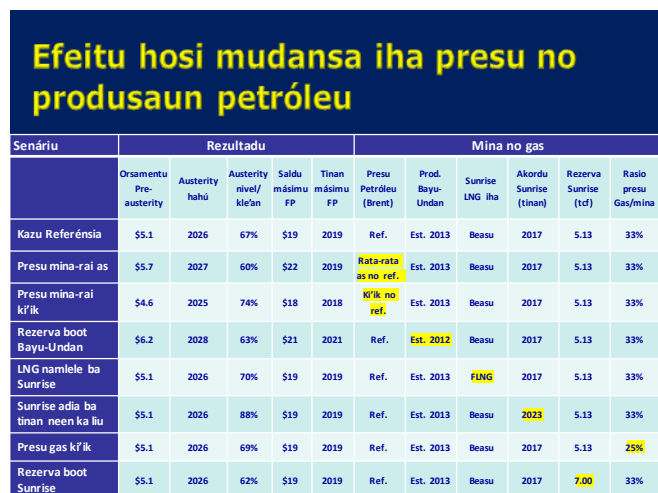 Efeitu hosi mudansa iha presu no
produsaun petróleu
Senáriu Rezultadu Mina no gas
Orsamentu Pre-austerity Austerity hahú Austerity nivel/kle'an Saldu másimu FP Tinan másimu FP Presu Petróleu (Brent) Prod. Bayu-Undan Sunrise LNG iha Akordu Sunrise (tinan) Rezerva Sunrise (tcf) Rasio presu Gas/mina
Kazu Referénsia $5.1 2026 67% $19 2019 Ref. Est. 2013 Beasu 2017 5.13 33%
Presu mina-rai as $5.7 2027 60% $22 2019 Rata-rata as no ref. Est. 2013 Beasu 2017 5.13 33%
Presu mina-rai ki'ik $4.6 2025 74% $18 2018 Ki'ik no ref. Est. 2013 Beasu 2017 5.13 33%
Rezerva boot Bayu-Undan $6.2 2028 63% $21 2021 Ref. Est. 2012 Beasu 2017 5.13 33%
LNG namlele ba Sunrise $5.1 2026 70% $19 2019 Ref. Est. 2013 FLNG 2017 5.13 33%
Sunrise adia ba tinan neen ka liu $5.1 2026 88% $19 2019 Ref. Est. 2013 Beasu 2023 5.13 33%
Presu gas ki'ik $5.1 2026 69% $19 2019 Ref. Est. 2013 Beasu 2017 5.13 25%
Rezerva boot Sunrise $5.1 2026 62% $19 2019 Ref. Est. 2013 Beasu 2017 7.00 33%